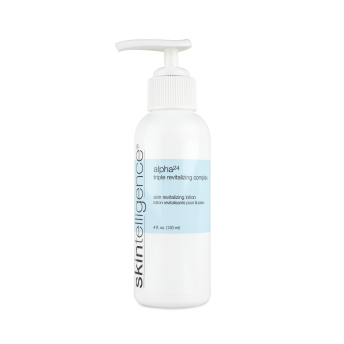 skintelligence®
alpha²⁴
triple revitalizing complex
skin revitalizing lotion
lotion revitalisante pour la peau
4 fl. oz. (120 ml)